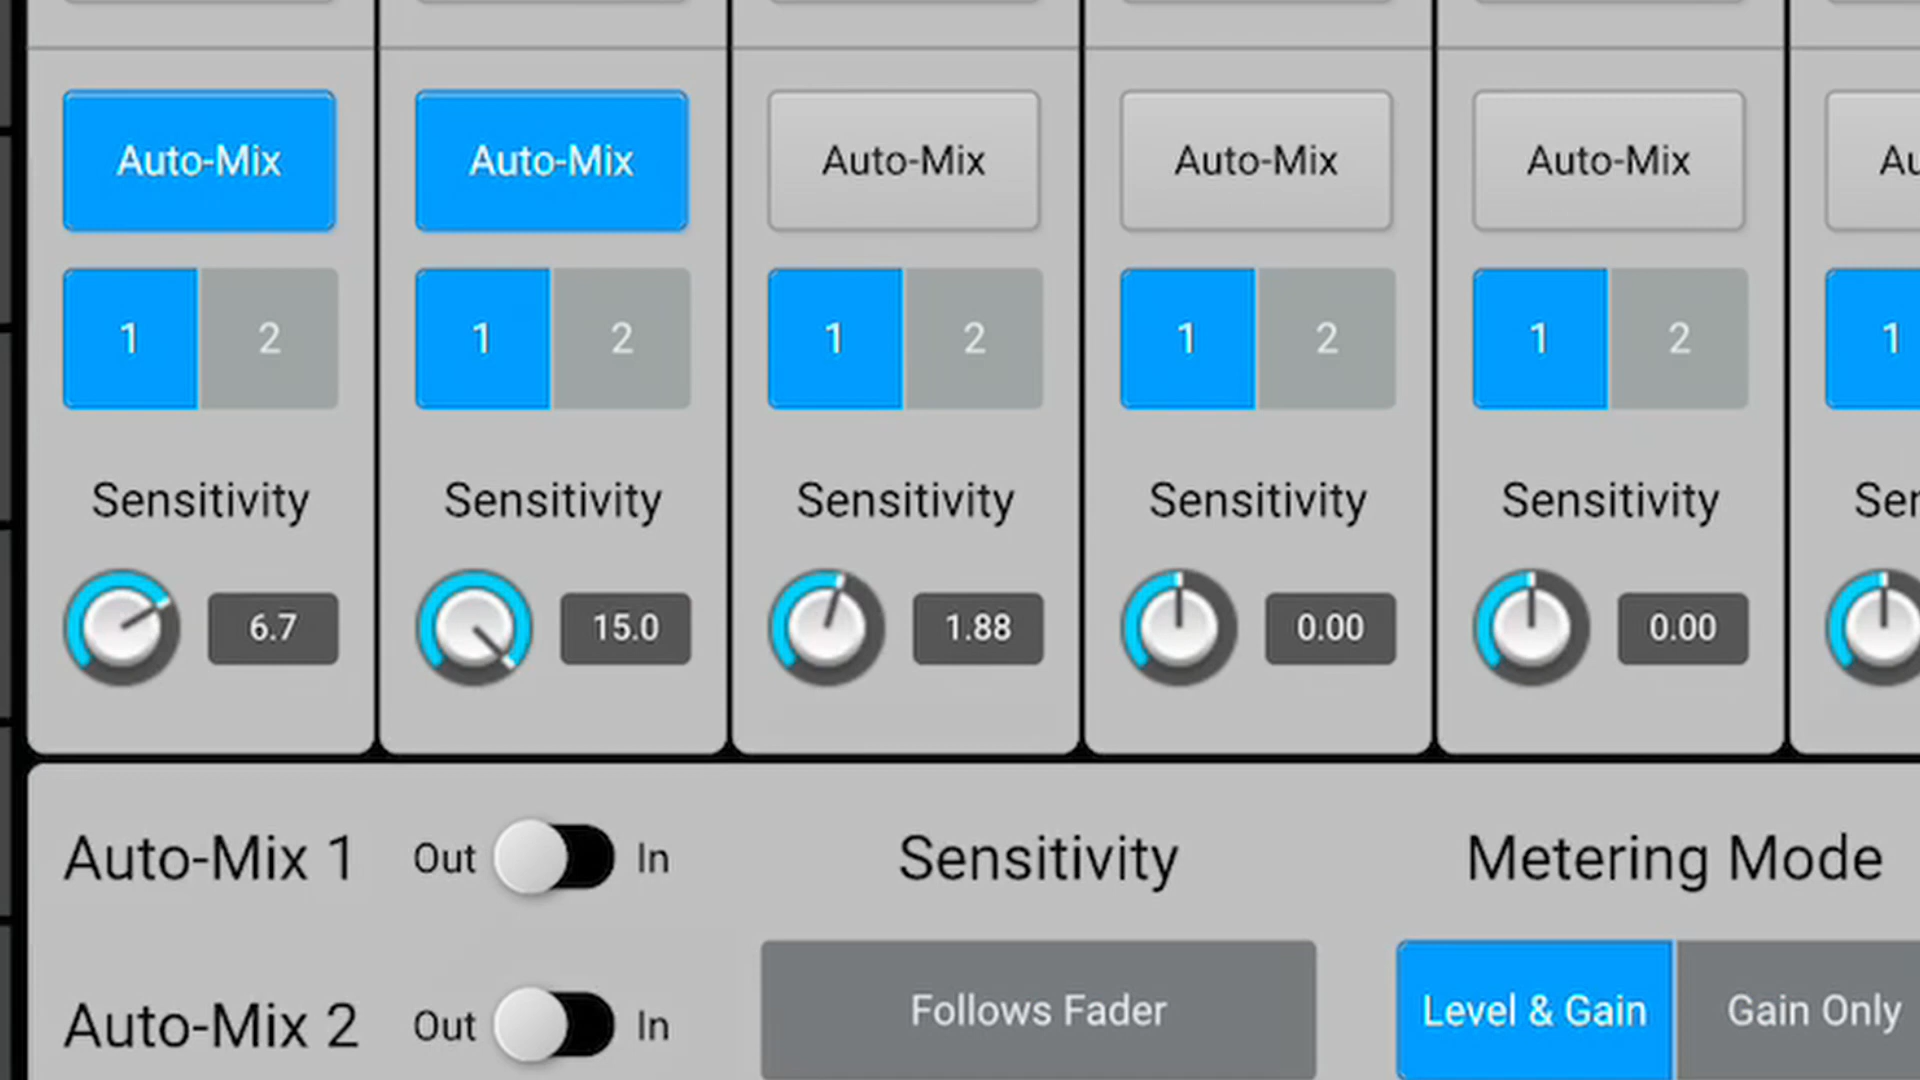 Auto-Mix Auto-Mix Auto-Mix Auto-Mix Auto-Mix Au
1 2 1 2 1 2 1 2 1 2 1
Sensitivity Sensitivity Sensitivity Sensitivity Sensitivity Ser
6.7 15.0 1.88 0.00 0.00
Auto-Mix 1 Out In Sensitivity Metering Mode
Auto-Mix 2 Out In Follows Fader Level & Gain Gain Only